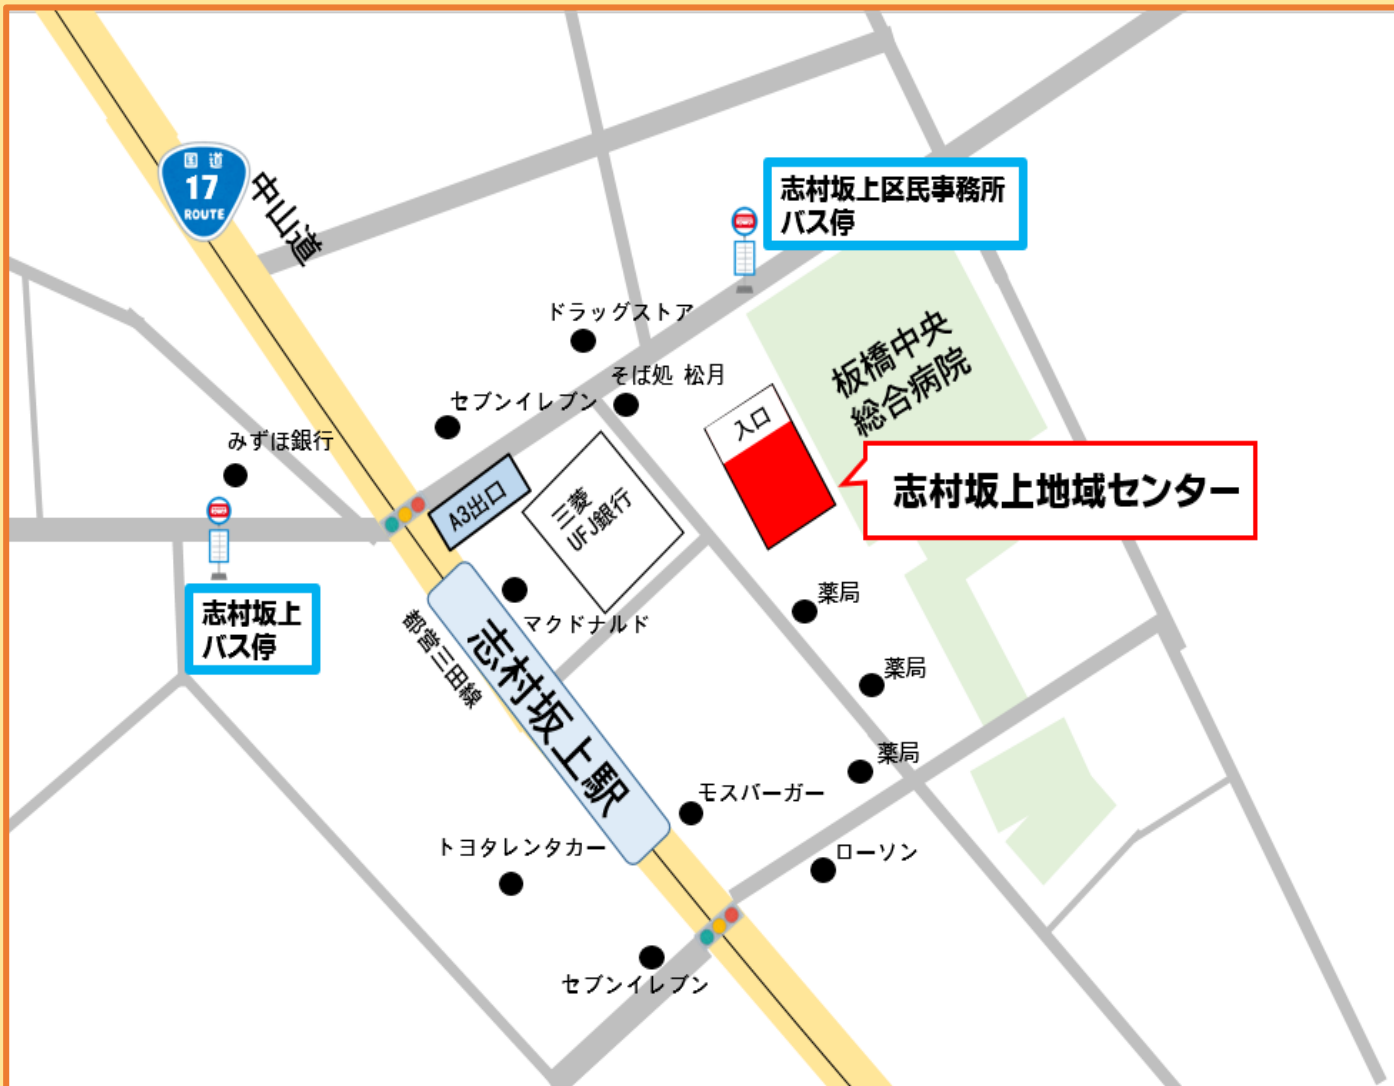 国道
17
ROUTE
中山道
志村坂上区民事務所
バス停
ドラッグストア
そば処 松月
セブンイレブン
みずほ銀行
板橋中央
総合病院
入口
志村坂上地域センター
A3出口
三菱
UFJ銀行
志村坂上
バス停
マクドナルド
都営三田線
志村坂上駅
薬局
薬局
薬局
モスバーガー
トヨタレンタカー
ローソン
セブンイレブン